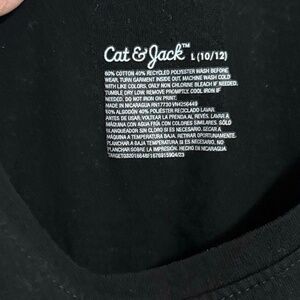 Cat & Jack™ L (10/12)
60% COTTON 40% RECYCLED POLYESTER WASH BEFORE
WEAR. TURN GARMENT INSIDE OUT. MACHINE WASH COLD
WITH LIKE COLORS. ONLY NON CHLORINE BLEACH IF NEEDED.
TUMBLE DRY LOW REMOVE PROMPTLY. COOL IRON IF
NEEDED. DO NOT IRON ON PRINT.
MADE IN NICARAGUA RN17730
60% ALGODÓN 40% POLIÉSTER RECICLADO LAVAR
ANTES DE USAR. VOLTEAR LA PRENDA AL REVÉS. LAVAR A
MÁQUINA CON AGUA FRÍA CON COLORES SIMILARES. SÓLO
BLANQUEADOR SIN CLORO SI ES NECESARIO. SECAR A
MÁQUINA A TEMPERATURA BAJA. RETIRAR OPORTUNAMENTE.
PLANCHAR A BAJA TEMPERATURA SI ES NECESARIO. NO
PLANCHAR SOBRE LA IMPRESIÓN. HECHO EN NICARAGUA